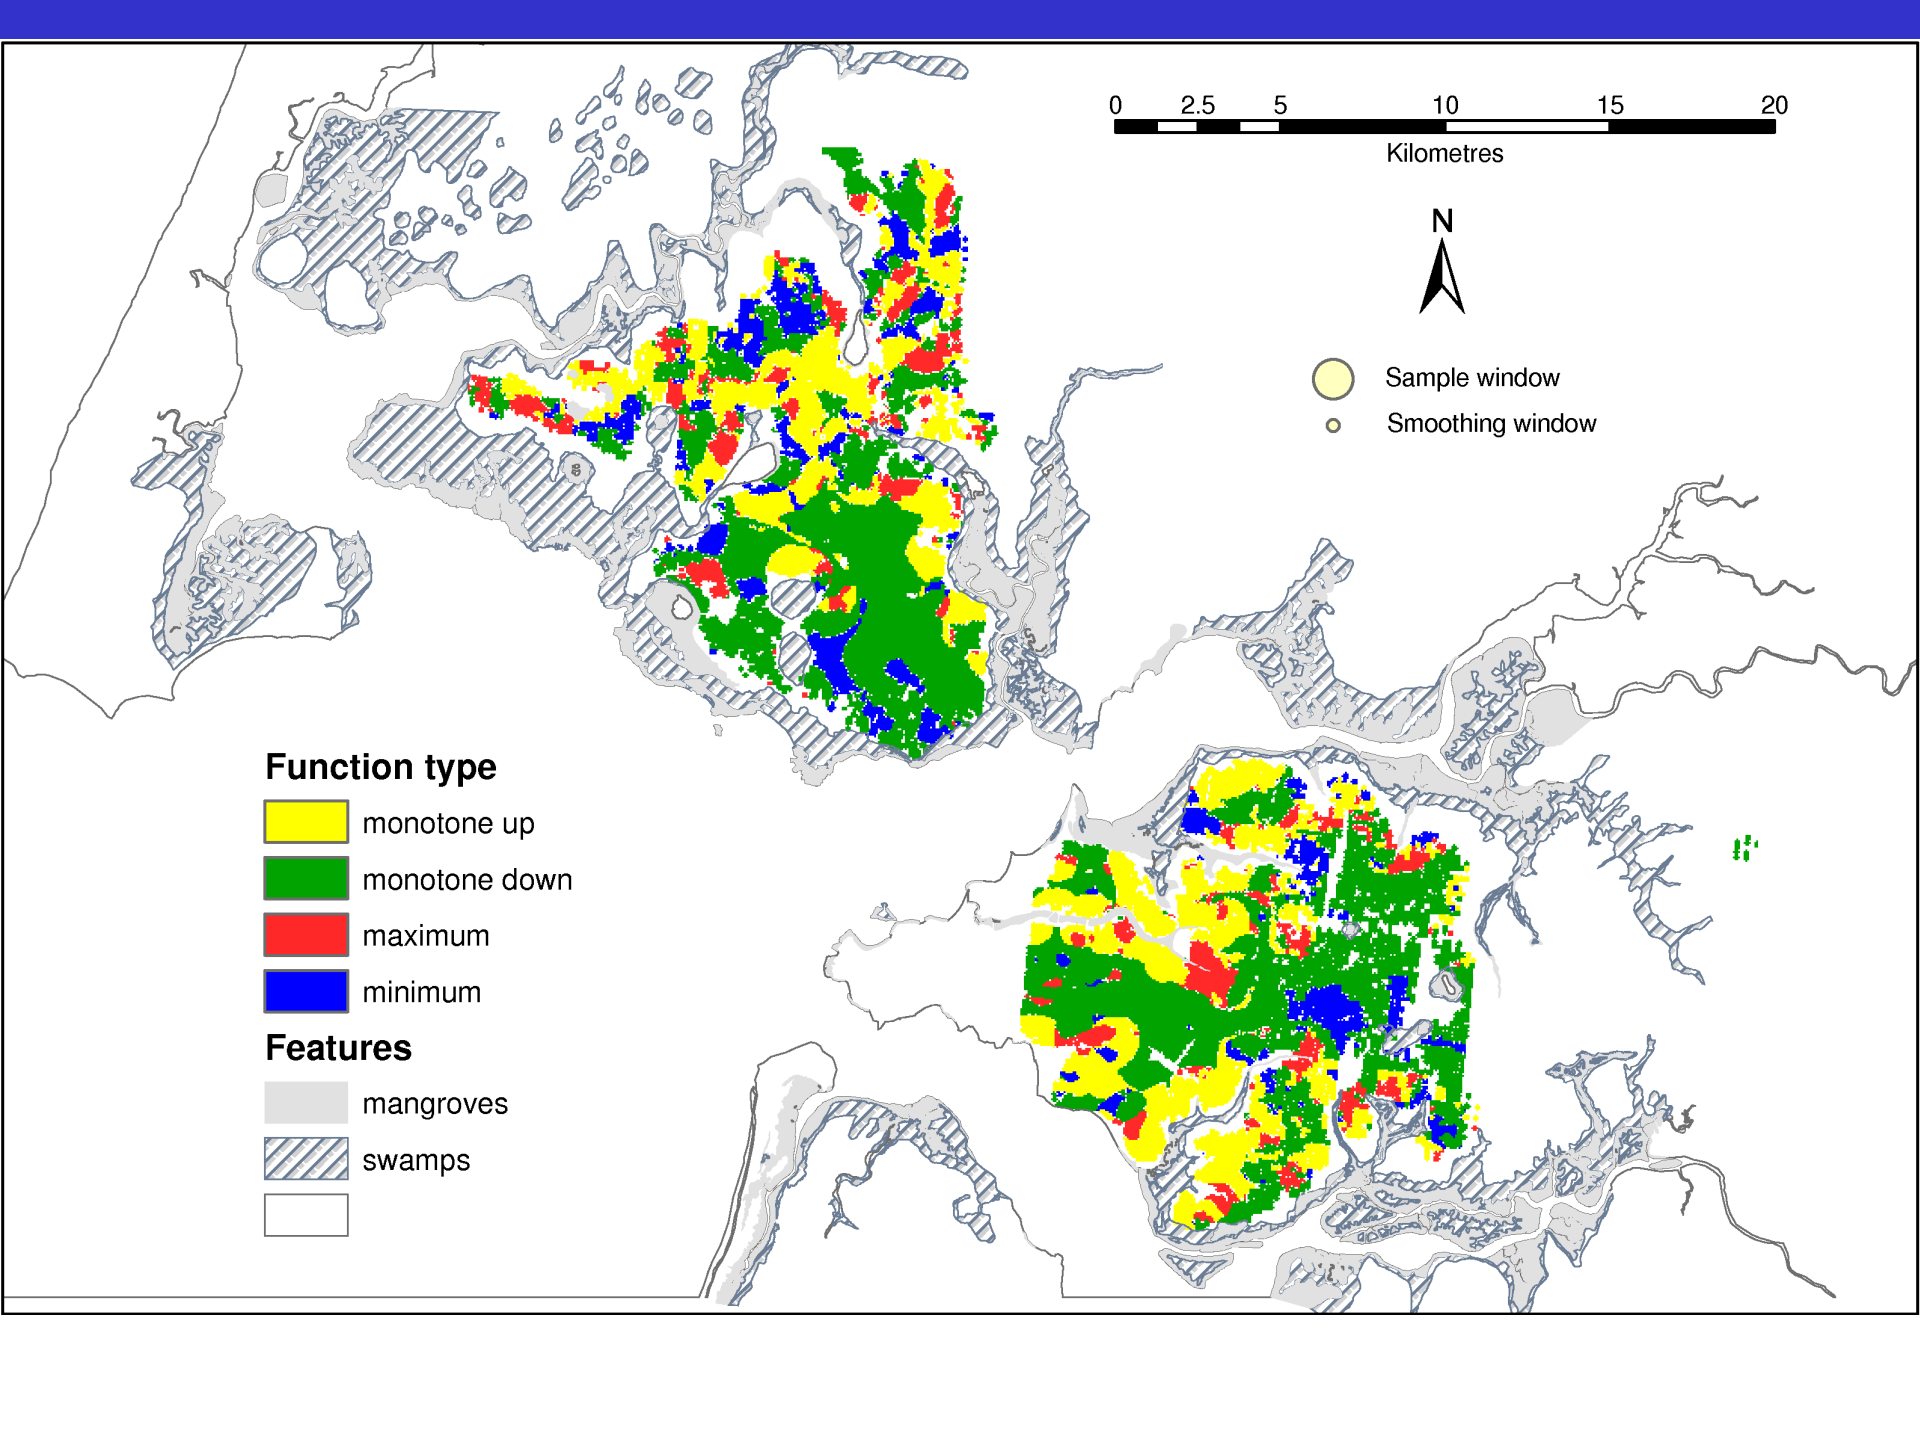 0 2.5 5 10 15 20
Kilometres
N
Sample window
Smoothing window
Function type
monotone up
monotone down
maximum
minimum
Features
mangroves
swamps